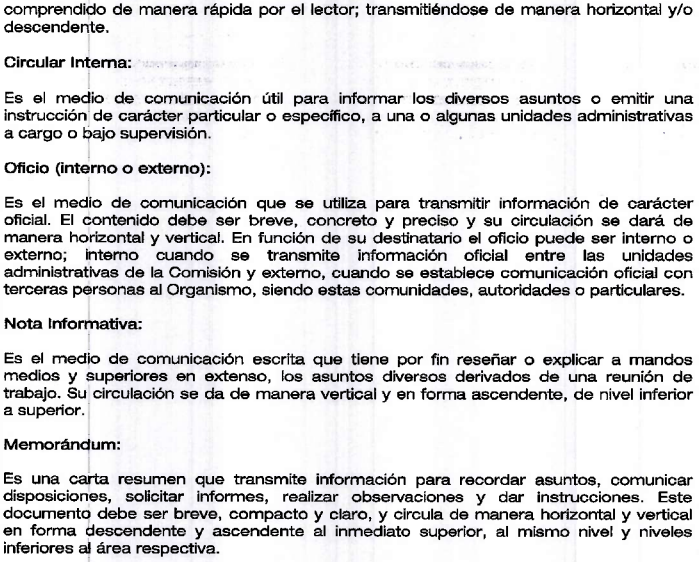 comprendido de manera rápida por el lector; transmitiéndose de manera horizontal y/o
descendente.
Circular Interna:
Es el medio de comunicación útil para informar los diversos asuntos o emitir una
instrucción de carácter particular o específico, a una o algunas unidades administrativas
a cargo o bajo supervisión.
Oficio (interno o externo):
Es el medio de comunicación que se utiliza para transmitir información de carácter
oficial. El contenido debe ser breve, concreto y preciso y su circulación se dará de
manera horizontal y vertical. En función de su destinatario el oficio puede ser interno o
externo; interno cuando se transmite información oficial entre las unidades
administrativas de la Comisión y externo, cuando se establece comunicación oficial con
terceras personas al Organismo, siendo estas comunidades, autoridades o particulares.
Nota Informativa:
Es el medio de comunicación escrita que tiene por fin reseñar o explicar a mandos
medios y superiores en extenso, los asuntos diversos derivados de una reunión de
trabajo. Su circulación se da de manera vertical y en forma ascendente, de nivel inferior
a superior.
Memorándum:
Es una carta resumen que transmite información para recordar asuntos, comunicar
disposiciones, solicitar informes, realizar observaciones y dar instrucciones. Este
documento debe ser breve, compacto y claro, y circula de manera horizontal y vertical
en forma descendente y ascendente al inmediato superior, al mismo nivel y niveles
inferiores al área respectiva.